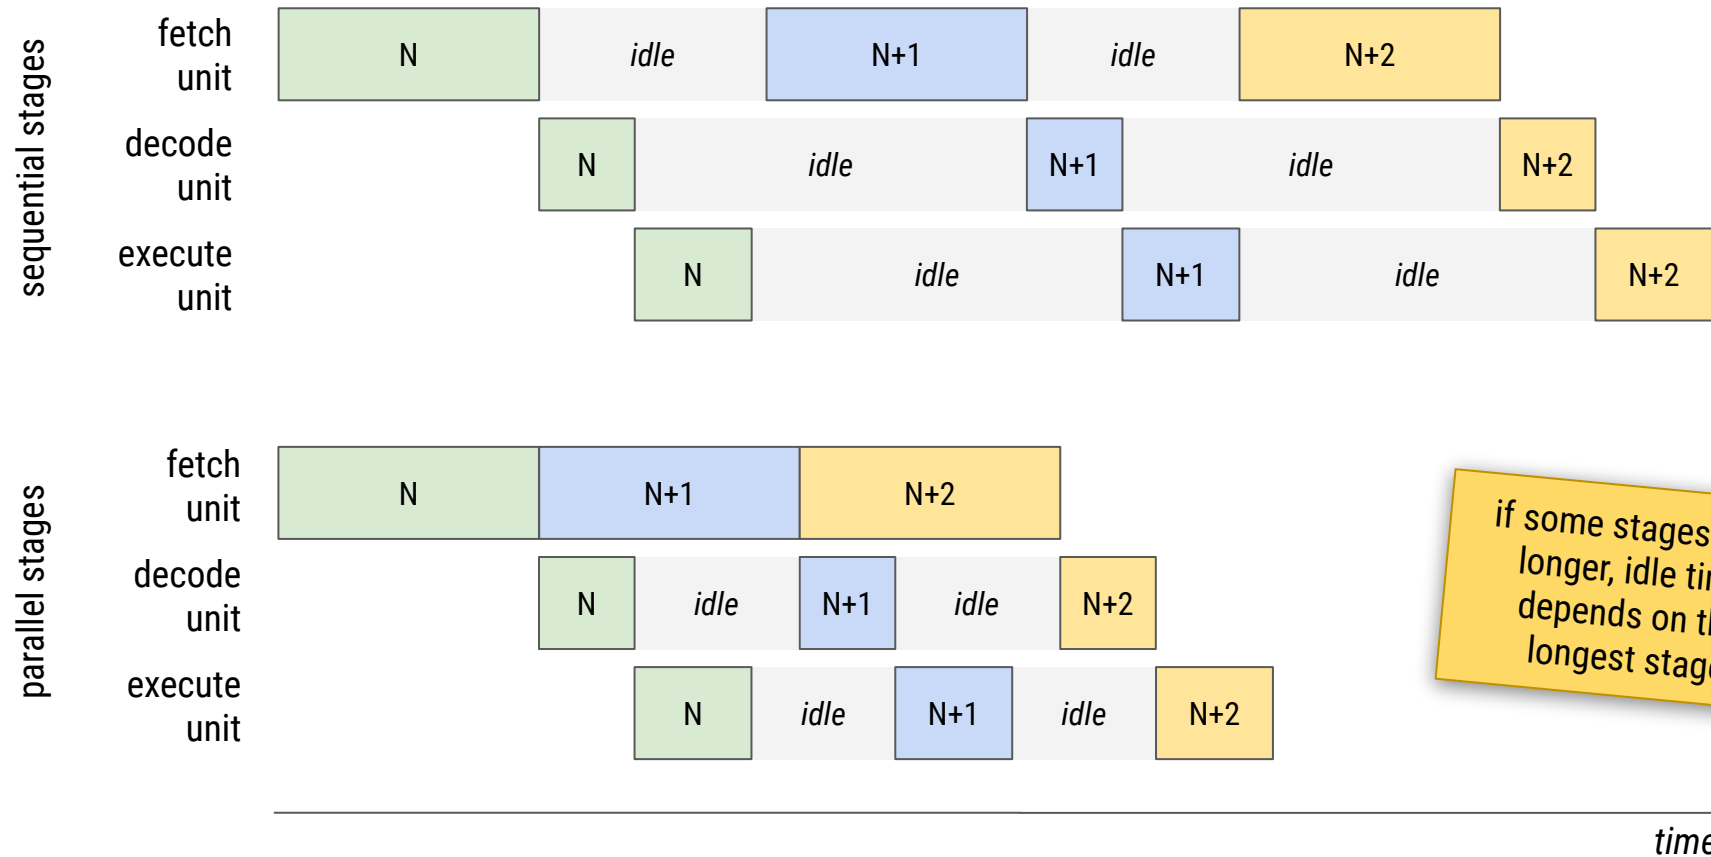 sequential stages
fetch
unit
N
idle
N+1
idle
N+2
decode
unit
N
idle
N+1
idle
N+2
execute
unit
N
idle
N+1
idle
N+2
parallel stages
fetch
unit
N
N+1
N+2
decode
unit
N
idle
N+1
idle
N+2
execute
unit
N
idle
N+1
idle
N+2
if some stages
longer, idle
depends on
longest
time